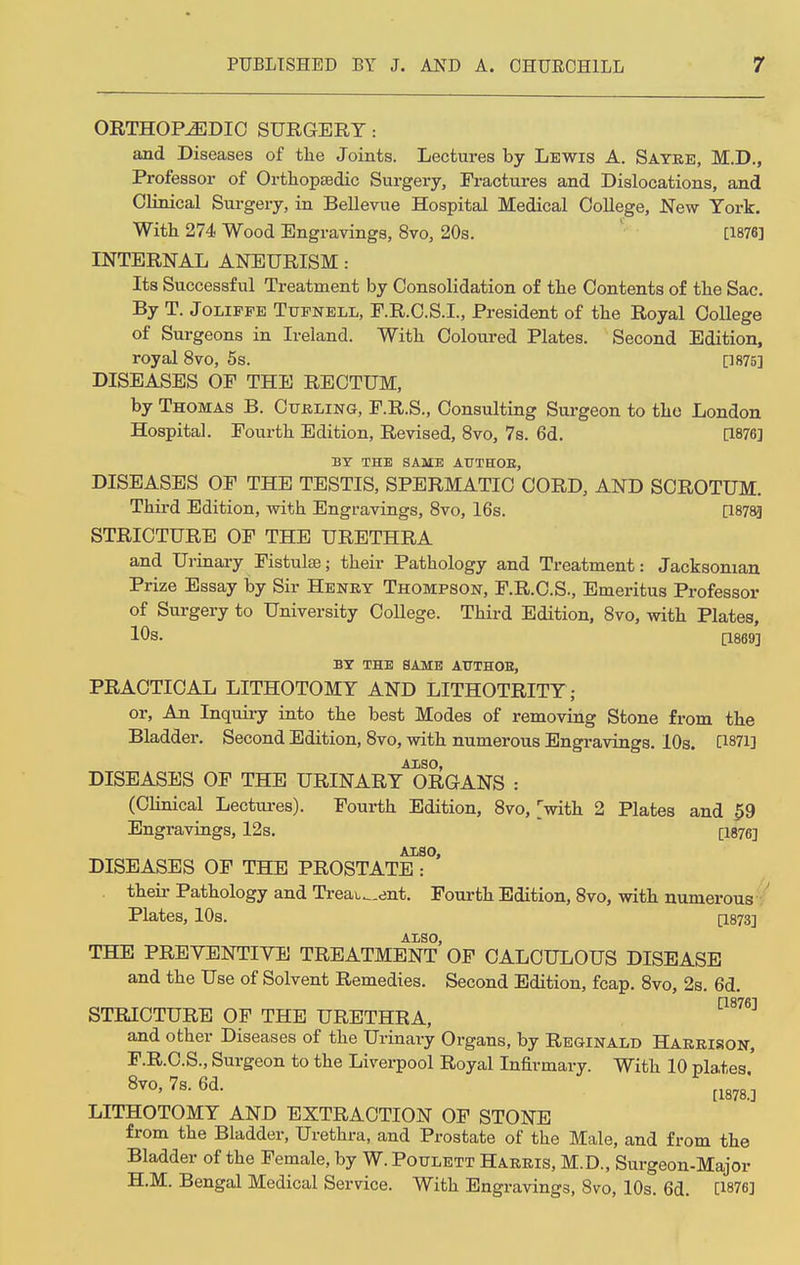 PUBLISHED BY J. AND A. CHURCHILL 7
ORTHOPÆDIC SURGERY:
and Diseases of the Joints. Lectures by LEWIS A. SAYRE, M.D.,
Professor of Orthopædic Surgery, Fractures and Dislocations, and
Clinical Surgery, in Bellevue Hospital Medical College, New York.
With 274 Wood Engravings, 8vo, 20s. [1876]
INTERNAL ANEURISM:
Its Successful Treatment by Consolidation of the Contents of the Sac.
By T. JOLIFFE TUFNELL, F.R.C.S.I., President of the Royal College
of Surgeons in Ireland. With Coloured Plates. Second Edition,
royal 8vo, 5s. [1875]
DISEASES OF THE RECTUM,
by THOMAS B. CURLING, F.R.S., Consulting Surgeon to the London
Hospital. Fourth Edition, Revised, 8vo, 7s. 6d. [1876]
BY THE SAME AUTHOR,
DISEASES OF THE TESTIS, SPERMATIC CORD, AND SCROTUM.
Third Edition, with Engravings, 8vo, 16s. [1878]
STRICTURE OF THE URETHRA
and Urinary Fistulæ; their Pathology and Treatment: Jacksonian
Prize Essay by Sir HENRY THOMPSON, F.R.C.S., Emeritus Professor
of Surgery to University College. Third Edition, 8vo, with Plates,
10s. [1869]
BY THE SAME AUTHOR,
PRACTICAL LITHOTOMY AND LITHOTRITY;
or, An Inquiry into the best Modes of removing Stone from the
Bladder. Second Edition, 8vo, with numerous Engravings. 10s. [1871]
ALSO,
DISEASES OF THE URINARY ORGANS:
(Clinical Lectures). Fourth Edition, 8vo, with 2 Plates and 59
Engravings, 12s. [1876]
ALSO,
DISEASES OF THE PROSTATE:
their Pathology and Treatment. Fourth Edition, 8vo, with numerous
Plates, 10s. [1873]
ALSO,
THE PREVENTIVE TREATMENT OF CALCULOUS DISEASE
and the Use of Solvent Remedies. Second Edition, fcap. 8vo, 2s. 6d.
[1876]
STRICTURE OF THE URETHRA,
and other Diseases of the Urinary Organs, by REGINALD HARRISON,
F.R.C.S., Surgeon to the Liverpool Royal Infirmary. With 10 plates.
8vo, 7s. 6d. [1878.]
LITHOTOMY AND EXTRACTION OF STONE
from the Bladder, Urethra, and Prostate of the Male, and from the
Bladder of the Female, by W. POULETT HARRIS, M.D., Surgeon-Major
H.M. Bengal Medical Service. With Engravings, 8vo, 10s. 6d. [1876]